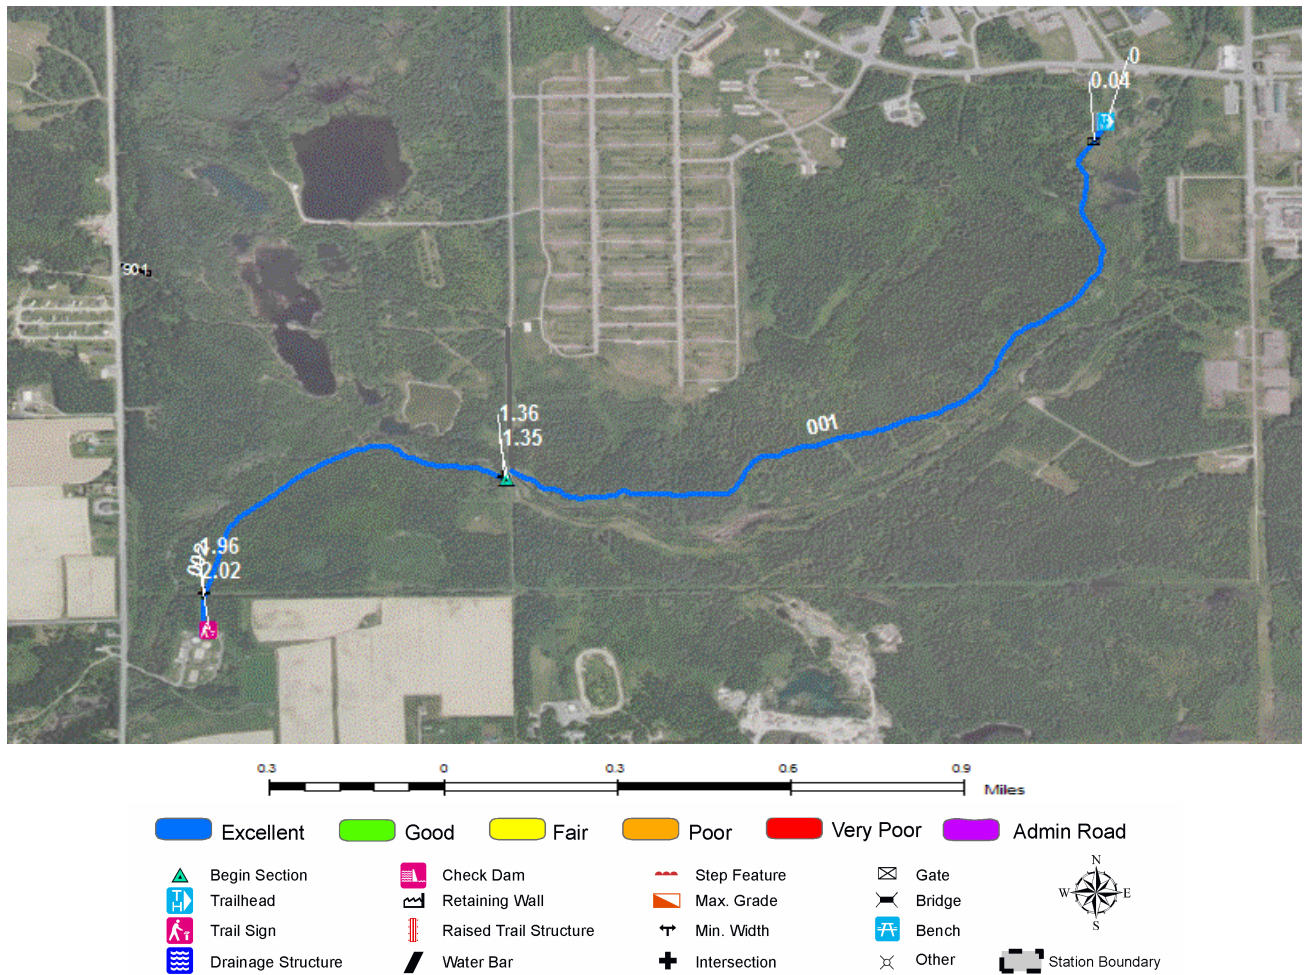 0
0.04
901
1.36
1.35
001
002
1.96
2.02
0.3 0 0.3 0.6 0.9
Miles
Excellent Good Fair Poor Very Poor Admin Road
Begin Section Check Dam Step Feature Gate
Trailhead Retaining Wall Max. Grade Bridge
Trail Sign Raised Trail Structure Min. Width Bench
Drainage Structure Water Bar Intersection Other Station Boundary
N
W E
S